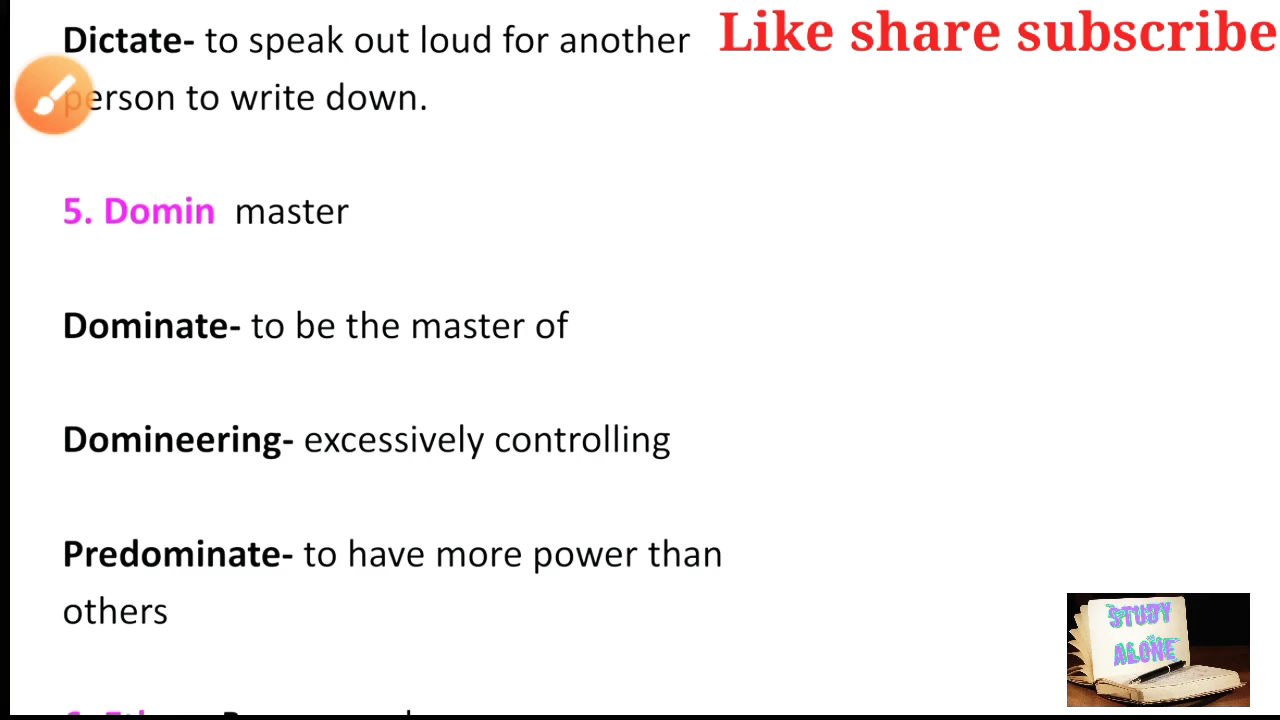 Dictate- to speak out loud for another
Like share subscribe
person to write down.
5. Domin master
Dominate- to be the master of
Domineering- excessively controlling
Predominate- to have more power than
others
STUDY
ALONE